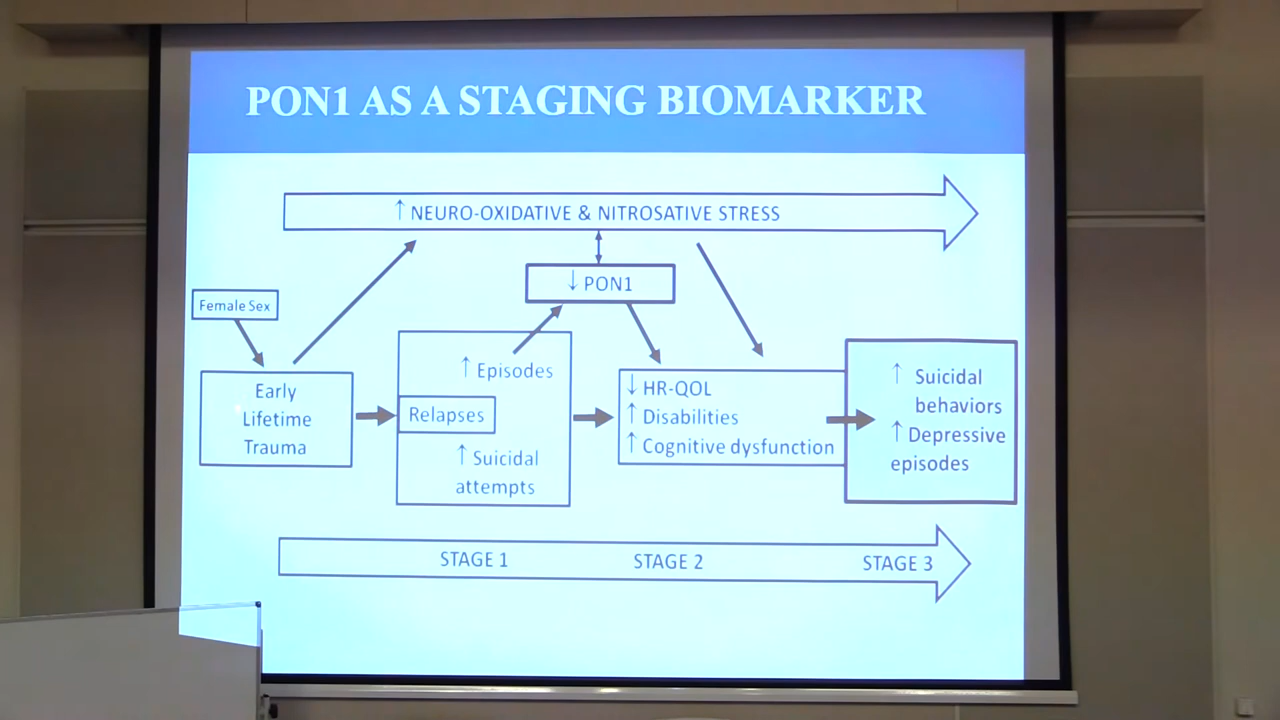 PON1 AS A STAGING BIOMARKER
↑ NEURO-OXIDATIVE & NITROSATIVE STRESS
↓ PON1
Female Sex
Early
Lifetime
Trauma
↑ Episodes
Relapses
↑ Suicidal
attempts
↓ HR-QOL
↑ Disabilities
↑ Cognitive dysfunction
↑ Suicidal
behaviors
↑ Depressive
episodes
STAGE 1
STAGE 2
STAGE 3